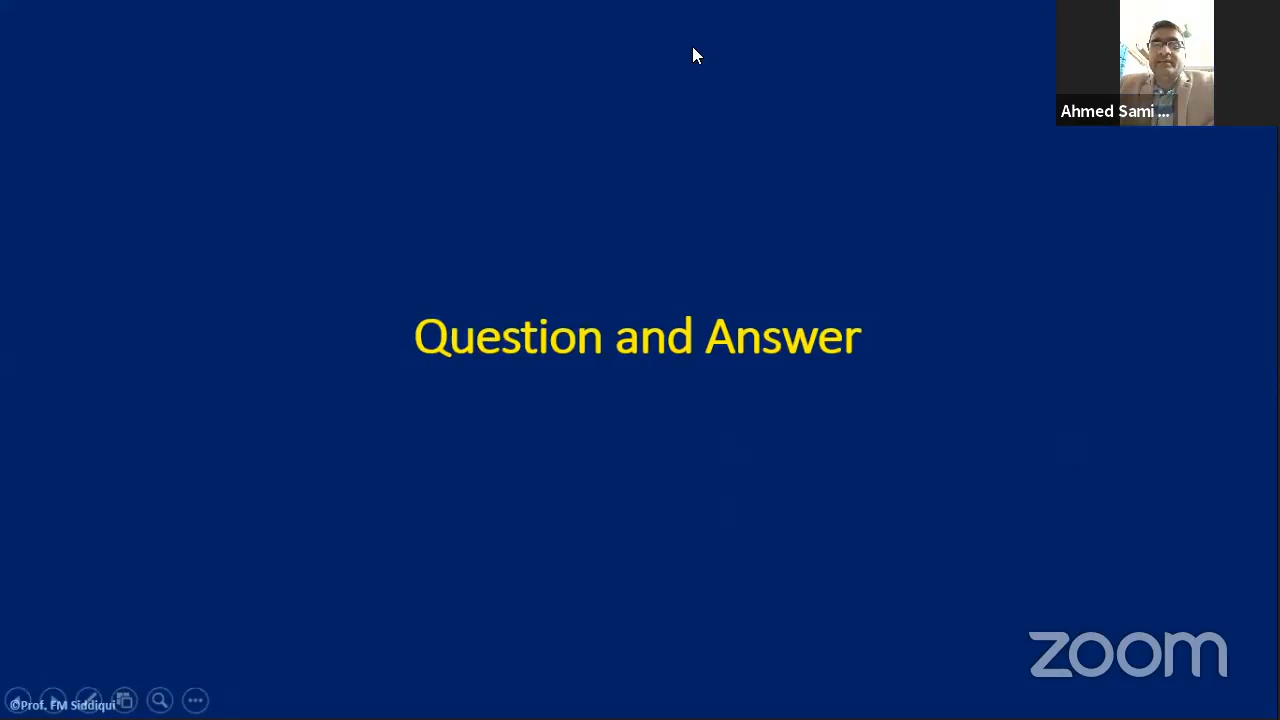 Ahmed Sami ...
Question and Answer
zoom
©Prof. FM Siddiqui